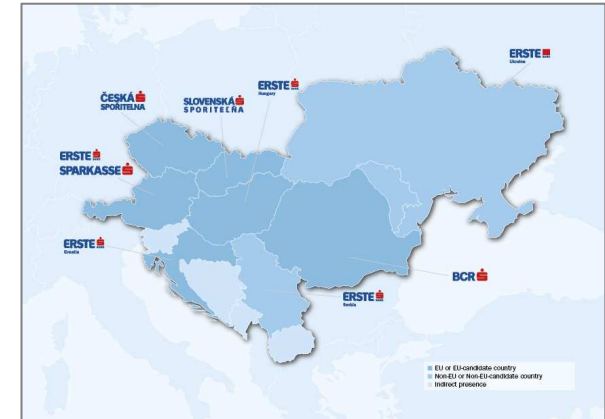 ERSTE
Ukraine
ČESKÁ
SPOŘITELNA
SLOVENSKÁ
SPORITEĽŇA
ERSTE
Hungary
ERSTE
SPARKASSE
ERSTE
Croatia
BCR
ERSTE
Serbia
EU or EU-candidate country
Non-EU or Non-EU-candidate country
Indirect presence